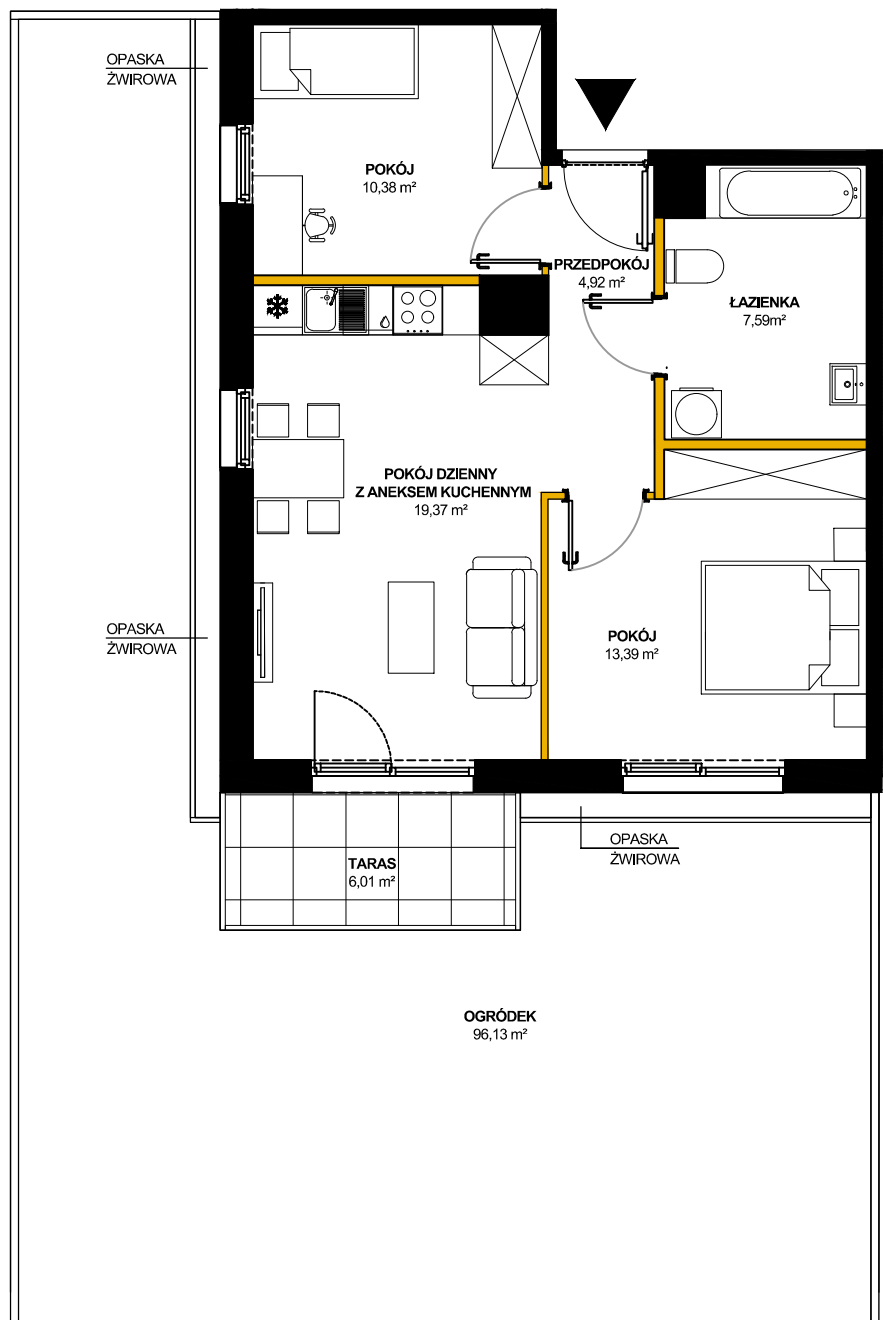 OPASKA
ŻWIROWA
POKÓJ
10,38 m²
PRZEDPOKÓJ
4,92 m²
ŁAZIENKA
7,59m²
POKÓJ DZIENNY
Z ANEKSEM KUCHENNYM
19,37 m²
OPASKA
ŻWIROWA
POKÓJ
13,39 m²
OPASKA
ŻWIROWA
TARAS
6,01 m²
OGRÓDEK
96,13 m²